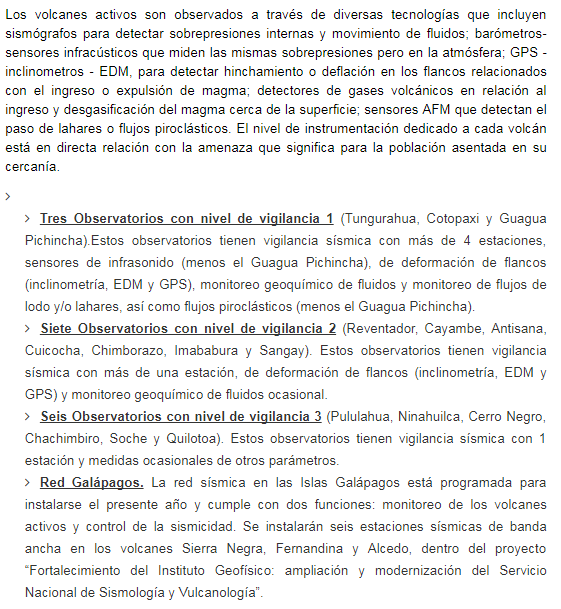 Los volcanes activos son observados a través de diversas tecnologías que incluyen
sismógrafos para detectar sobrepresiones internas y movimiento de fluidos; barómetros-
sensores infracústicos que miden las mismas sobrepresiones pero en la atmósfera; GPS -
inclinometros - EDM, para detectar hinchamiento o deflación en los flancos relacionados
con el ingreso o expulsión de magma; detectores de gases volcánicos en relación al
ingreso y desgasificación del magma cerca de la superficie; sensores AFM que detectan el
paso de lahares o flujos piroclásticos. El nivel de instrumentación dedicado a cada volcán
está en directa relación con la amenaza que significa para la población asentada en su
cercanía.
>
> Tres Observatorios con nivel de vigilancia 1 (Tungurahua, Cotopaxi y Guagua
Pichincha).Estos observatorios tienen vigilancia sísmica con más de 4 estaciones,
sensores de infrasonido (menos el Guagua Pichincha), de deformación de flancos
(inclinometría, EDM y GPS), monitoreo geoquímico de fluidos y monitoreo de flujos de
lodo y/o lahares, así como flujos piroclásticos (menos el Guagua Pichincha).
> Siete Observatorios con nivel de vigilancia 2 (Reventador, Cayambe, Antisana,
Cuicocha, Chimborazo, Imababura y Sangay). Estos observatorios tienen vigilancia
sísmica con más de una estación, de deformación de flancos (inclinometría, EDM y
GPS) y monitoreo geoquímico de fluidos ocasional.
> Seis Observatorios con nivel de vigilancia 3 (Pululahua, Ninahuilca, Cerro Negro,
Chachimbiro, Soche y Quilotoa). Estos observatorios tienen vigilancia sísmica con 1
estación y medidas ocasionales de otros parámetros.
> Red Galápagos. La red sísmica en las Islas Galápagos está programada para
instalarse el presente año y cumple con dos funciones: monitoreo de los volcanes
activos y control de la sismicidad. Se instalarán seis estaciones sísmicas de banda
ancha en los volcanes Sierra Negra, Fernandina y Alcedo, dentro del proyecto
“Fortalecimiento del Instituto Geofísico: ampliación y modernización del Servicio
Nacional de Sismología y Vulcanología”.